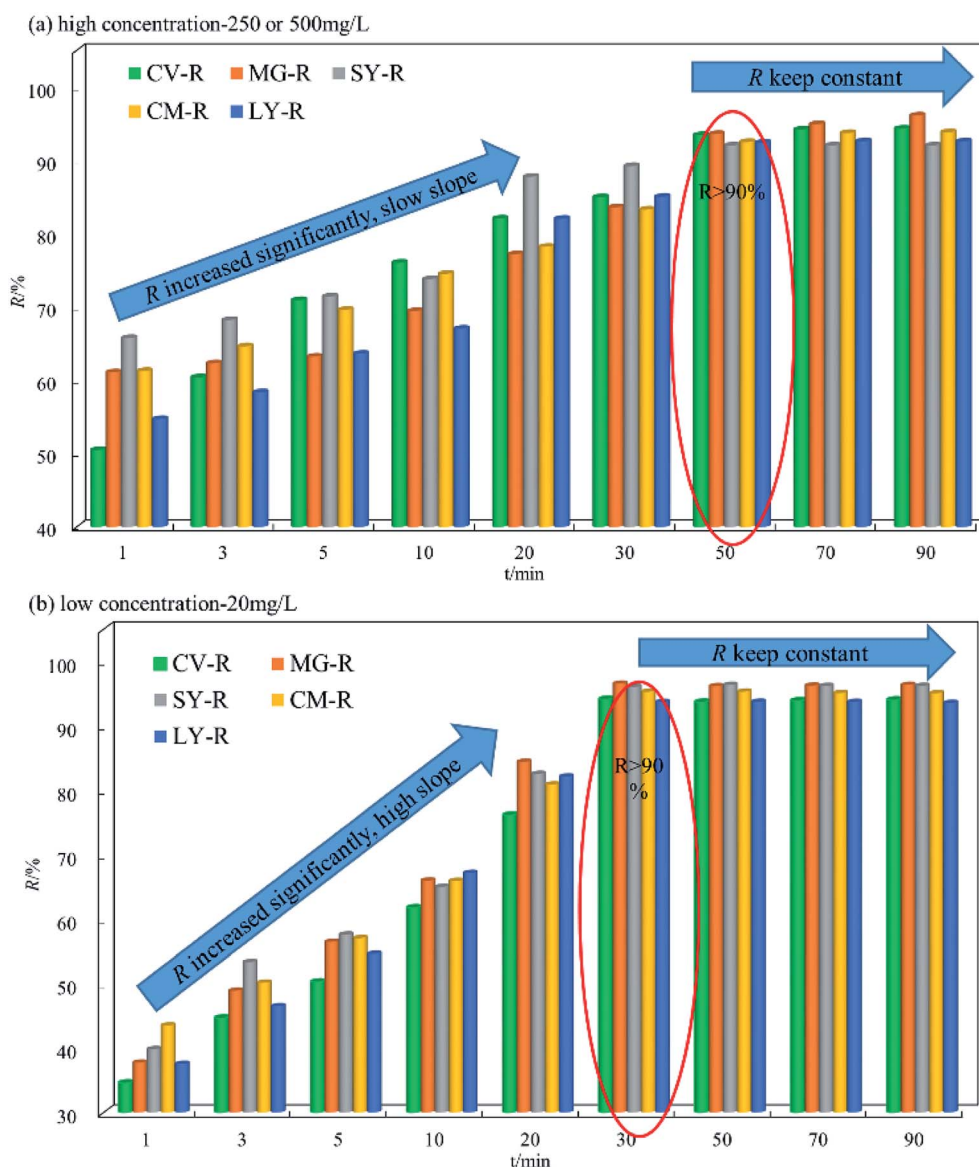 (a) high concentration-250 or 500mg/L
CV-R MG-R SY-R
CM-R LY-R
R keep constant
R increased significantly, slow slope
R>90%
R/%
100
90
80
70
60
50
40
1 3 5 10 20 30 50 70 90
t/min
(b) low concentration-20mg/L
CV-R MG-R
SY-R CM-R
LY-R
R keep constant
R increased significantly, high slope
R>90
%
R/%
100
90
80
70
60
50
40
30
1 3 5 10 20 30 50 70 90
t/min